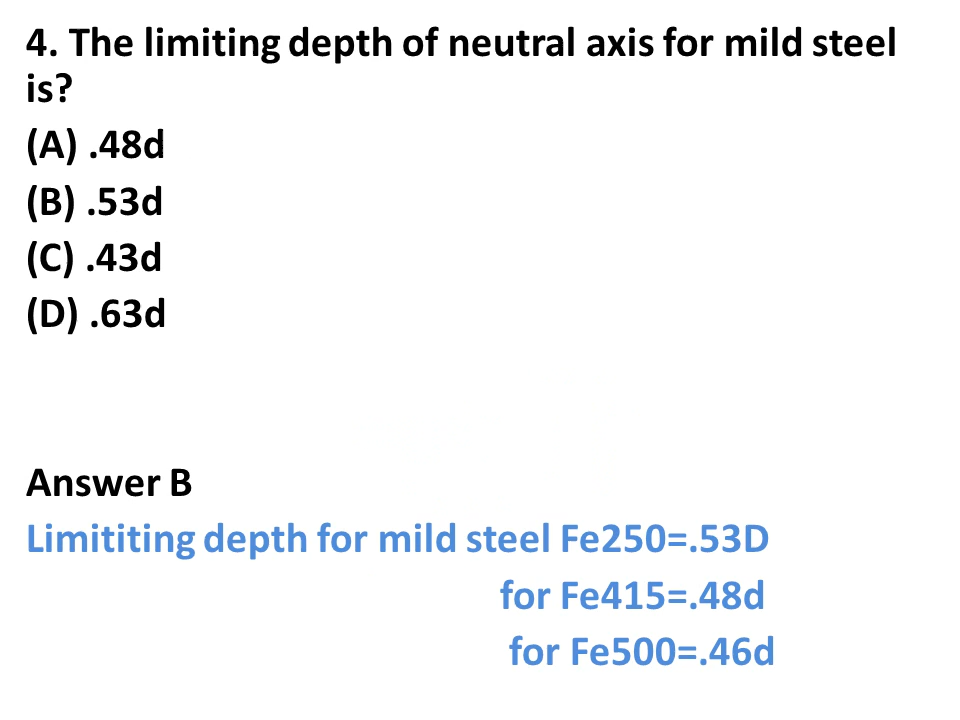 4. The limiting depth of neutral axis for mild steel
is?
(A) .48d
(B) .53d
(C) .43d
(D) .63d
Answer B
Limititing depth for mild steel Fe250=.53D
for Fe415=.48d
for Fe500=.46d